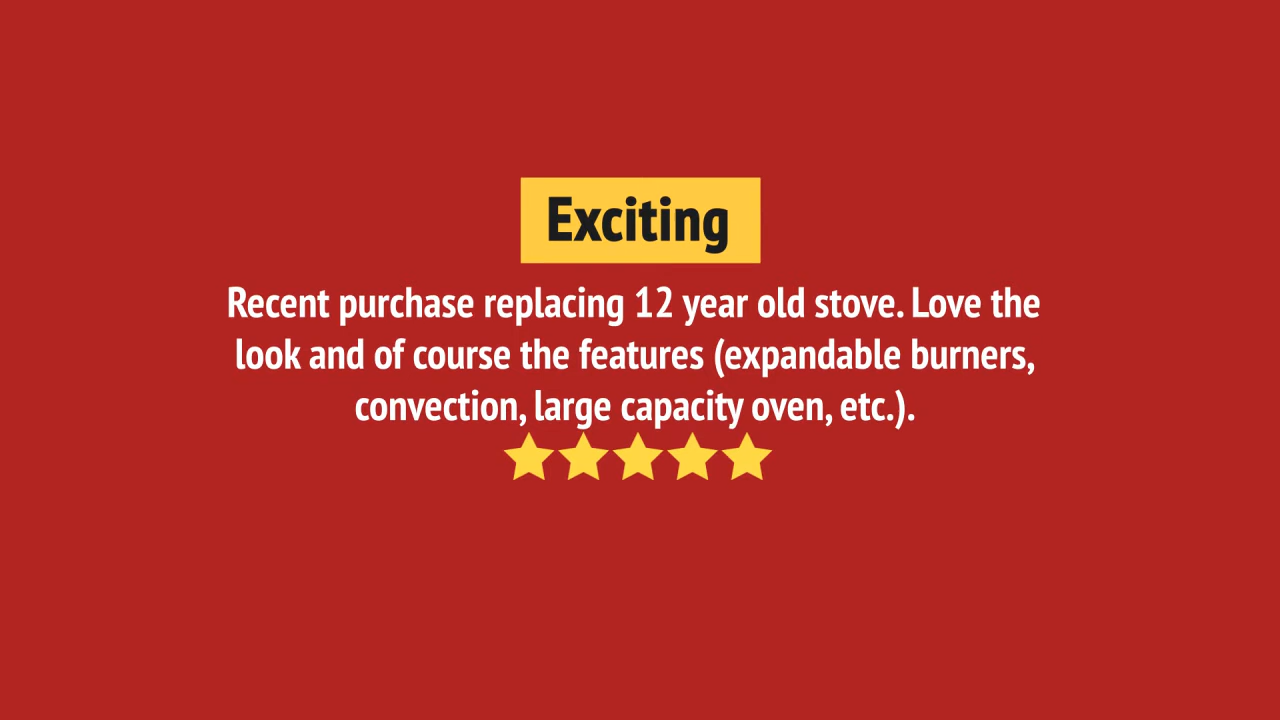 Exciting
Recent purchase replacing 12 year old stove. Love the
look and of course the features (expandable burners,
convection, large capacity oven, etc.).